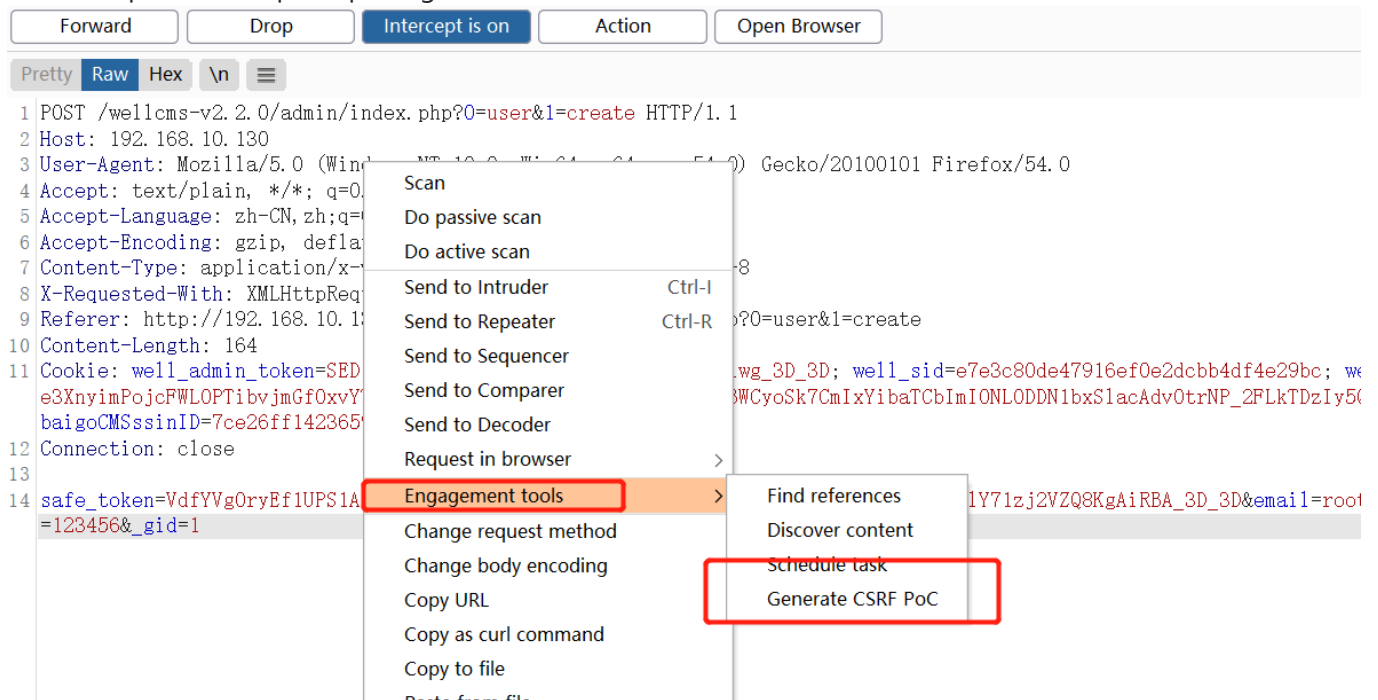 Forward Drop Intercept is on Action Open Browser
Pretty Raw Hex \n
1 POST /wellcms-v2.2.0/admin/index.php?0=user&1=create HTTP/1.1
2 Host: 192.168.10.130
3 User-Agent: Mozilla/5.0 Gecko/20100101 Firefox/54.0
4 Accept: text/plain, */*; q=0.
5 Accept-Language: zh-CN,zh;q=
6 Accept-Encoding: gzip, defla
7 Content-Type: application/x- -8
8 X-Requested-With: XMLHttpReq
9 Referer: http://192.168.10.1 ?0=user&1=create
10 Content-Length: 164
11 Cookie: well_admin_token=SED wg_3D_3D; well_sid=e7e3c80de47916ef0e2dcbb4df4e29bc; we
baigoCMSssinID=7ce26ff142365
12 Connection: close
13
14 safe_token=VdfYVgOryEf1UPS1A 1Y71zj2VZQ8KgAiRBA_3D_3D&email=root
=123456&_gid=1
Scan
Do passive scan
Do active scan
Send to Intruder Ctrl-I
Send to Repeater Ctrl-R
Send to Sequencer
Send to Comparer
Send to Decoder
Request in browser >
Engagement tools >
Change request method
Change body encoding
Copy URL
Copy as curl command
Copy to file
Find references
Discover content
Schedule task
Generate CSRF PoC